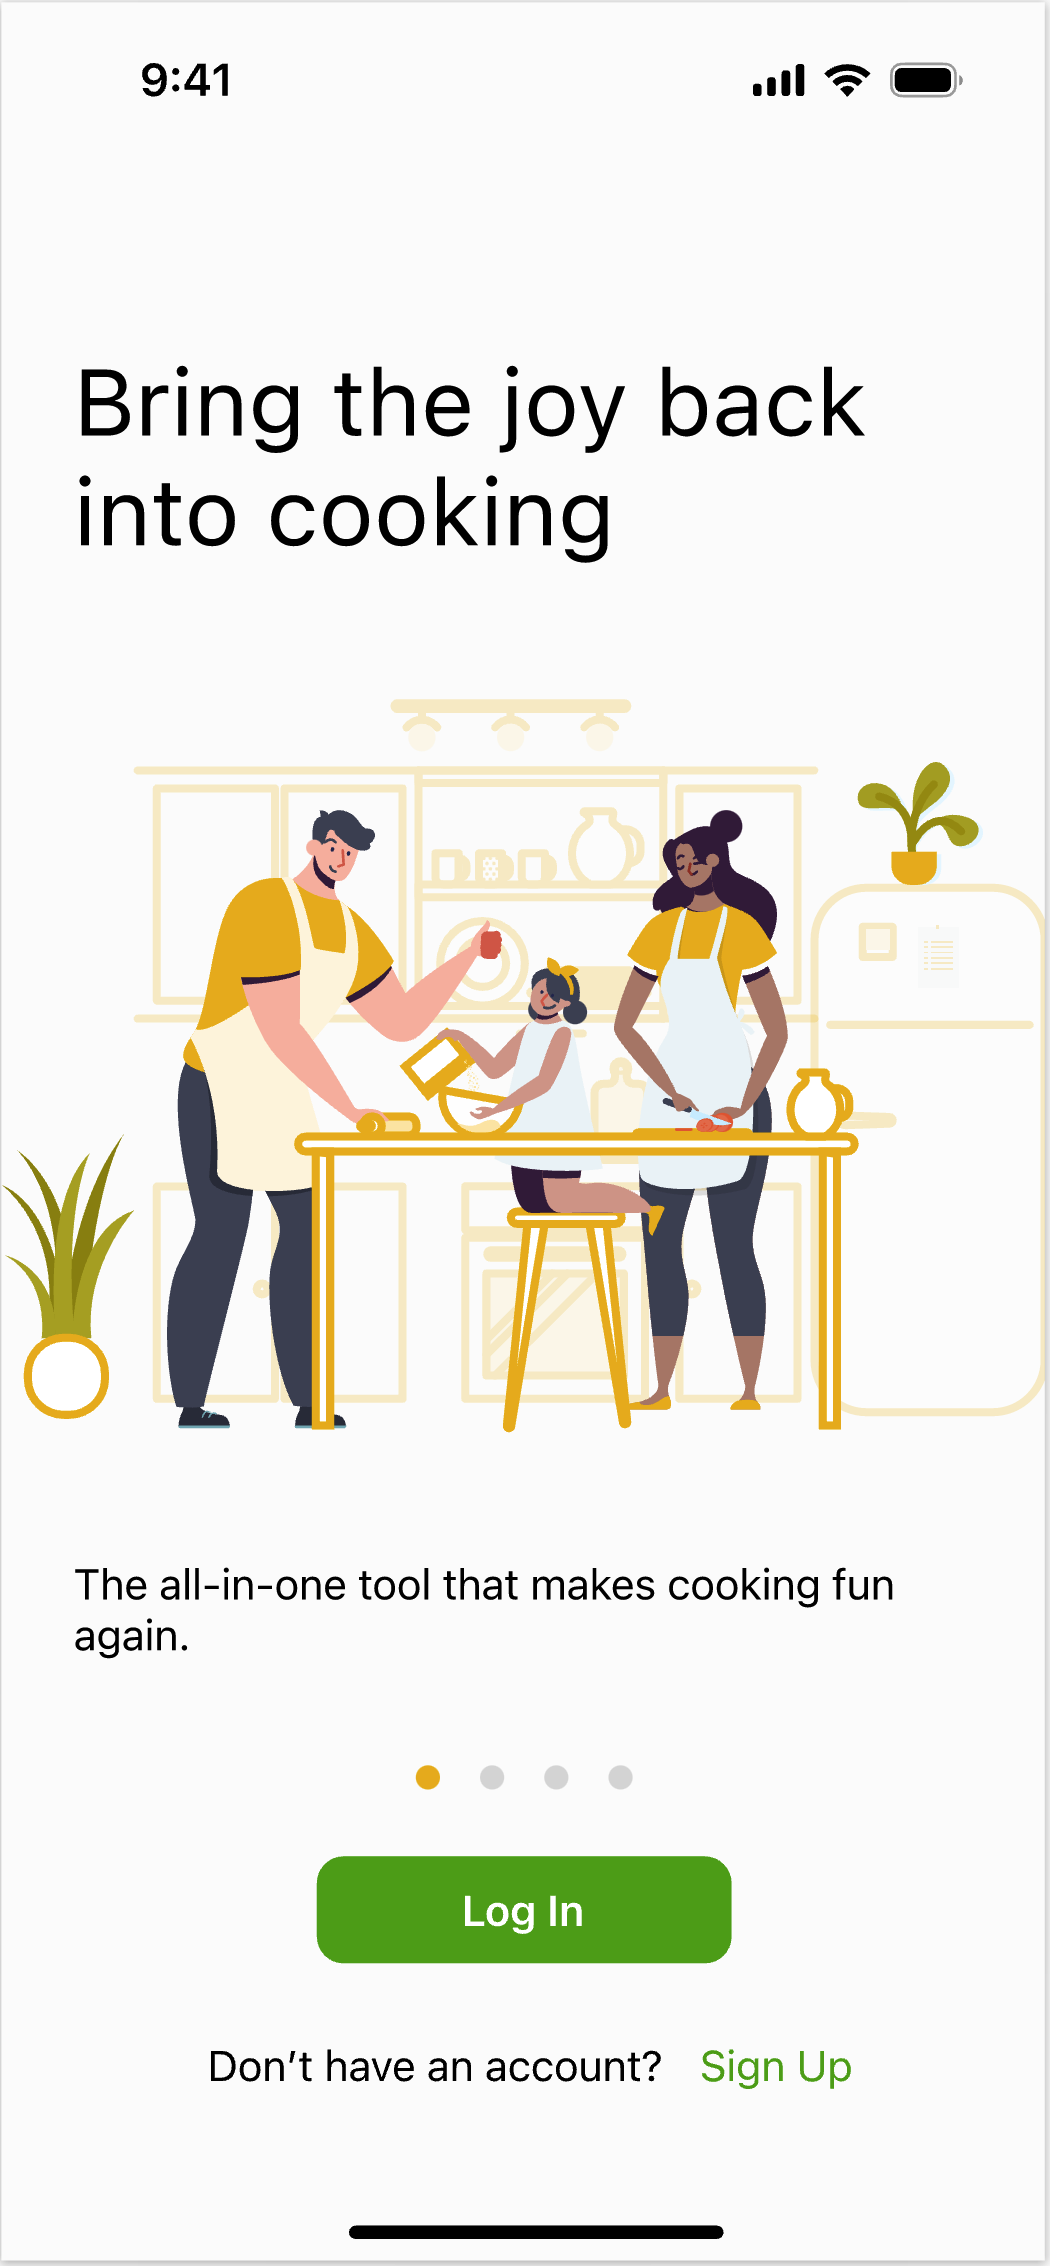 9:41
Bring the joy back
into cooking
The all-in-one tool that makes cooking fun
again.
Log In
Don’t have an account? Sign Up